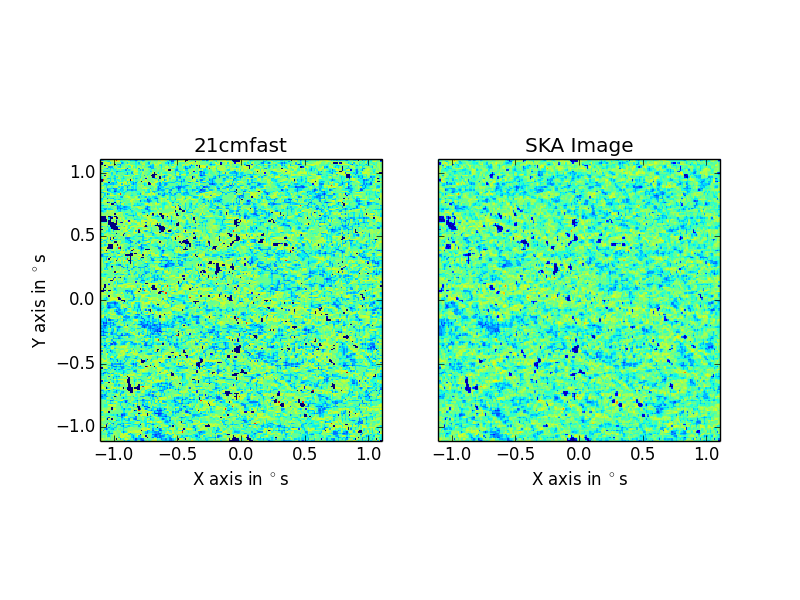 21cmfast
SKA Image
1.0
0.5
0.0
−0.5
−1.0
Y axis in °s
−1.0 −0.5 0.0 0.5 1.0
−1.0 −0.5 0.0 0.5 1.0
X axis in °s
X axis in °s